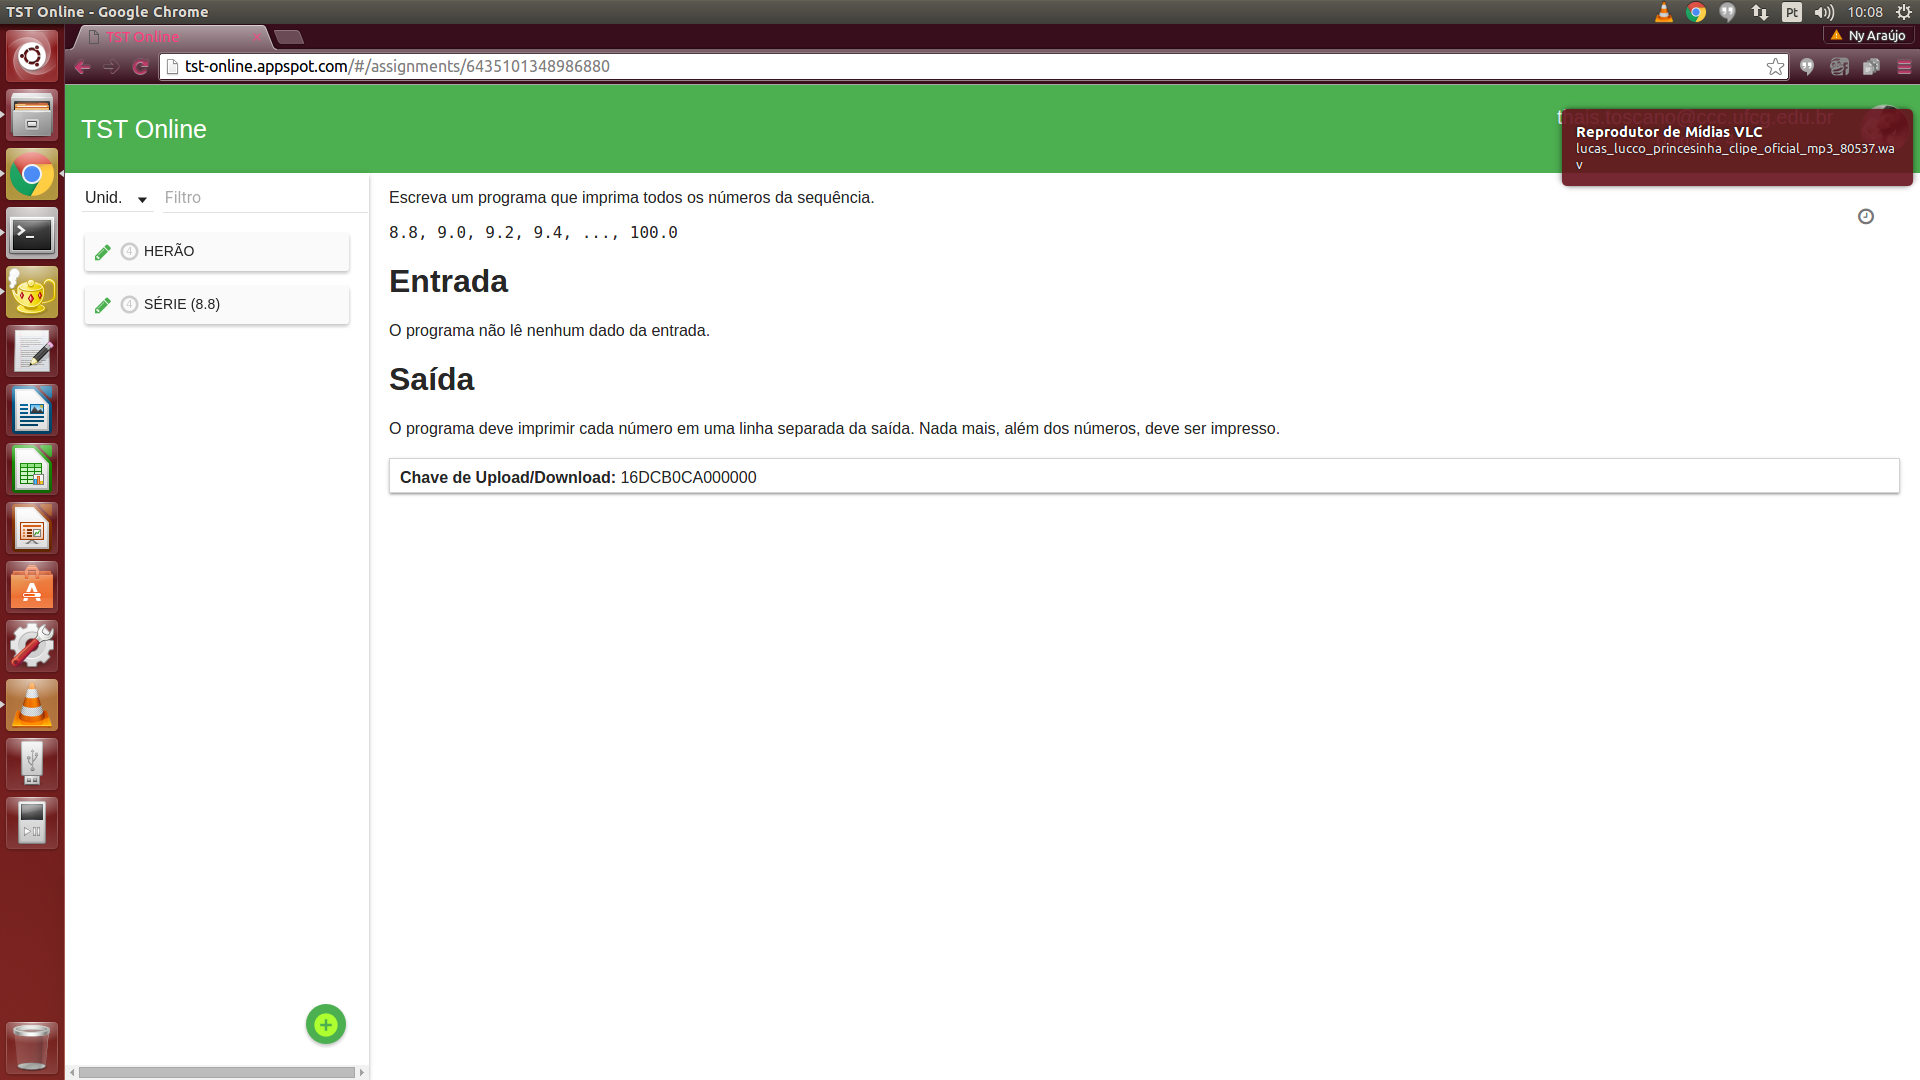 TST Online - Google Chrome
Pt
10:08
TST Online
Ny Araújo
tst-online.appspot.com/#/assignments/6435101348986880
TST Online
thais.toscano@ccc.ufcg.edu.br
Reprodutor de Mídias VLC
lucas_lucco_princesinha_clipe_oficial_mp3_80537.wa
v
Unid.
Filtro
4 HERÃO
4 SÉRIE (8.8)
Escreva um programa que imprima todos os números da sequência.
8.8, 9.0, 9.2, 9.4, ..., 100.0
Entrada
O programa não lê nenhum dado da entrada.
Saída
O programa deve imprimir cada número em uma linha separada da saída. Nada mais, além dos números, deve ser impresso.
Chave de Upload/Download: 16DCB0CA000000